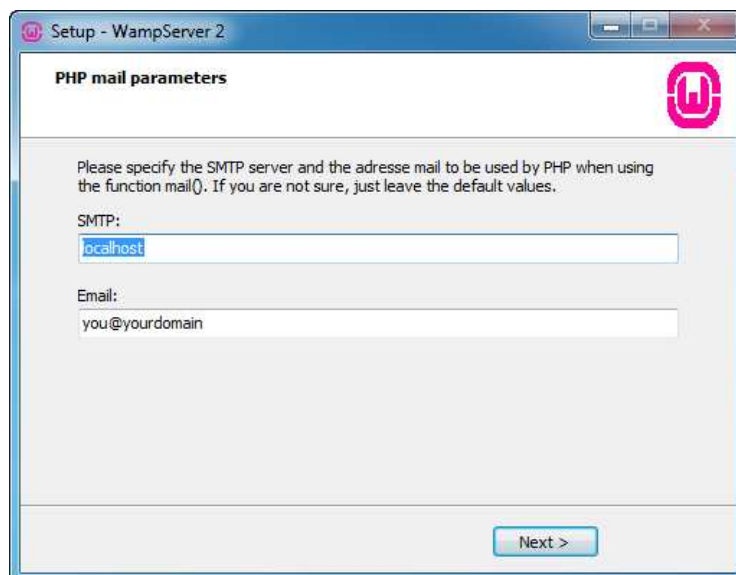 Setup - WampServer 2
PHP mail parameters
Please specify the SMTP server and the adresse mail to be used by PHP when using
the function mail(). If you are not sure, just leave the default values.
SMTP:
localhost
Email:
you@yourdomain
Next >